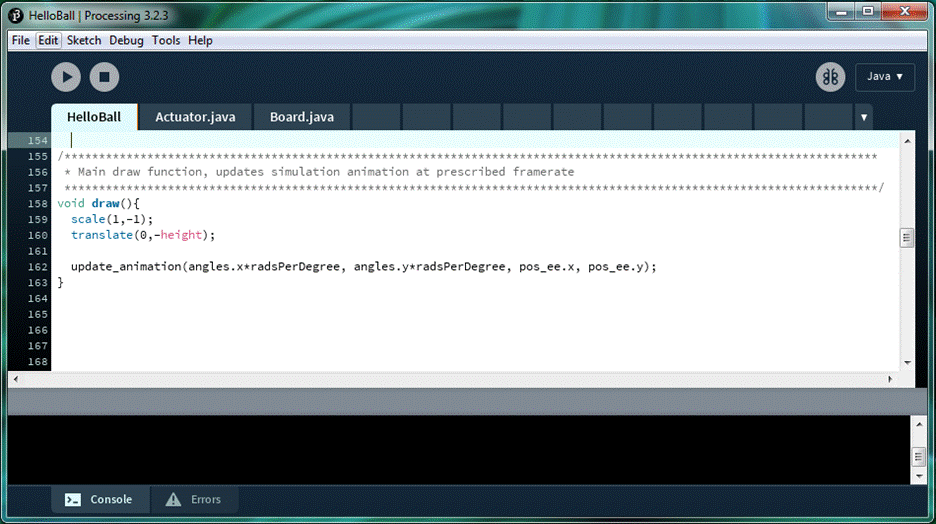 HelloBall | Processing 3.2.3
File Edit Sketch Debug Tools Help
Java ▼
HelloBall Actuator.java Board.java ▼
154
155 /**********************************************************************************************************************
156 * Main draw function, updates simulation animation at prescribed framerate
157 **********************************************************************************************************************/
158 void draw(){
159 scale(1,-1);
160 translate(0,-height);
161
162 update_animation(angles.x*radsPerDegree, angles.y*radsPerDegree, pos_ee.x, pos_ee.y);
163 }
164
165
166
167
168
Console Errors